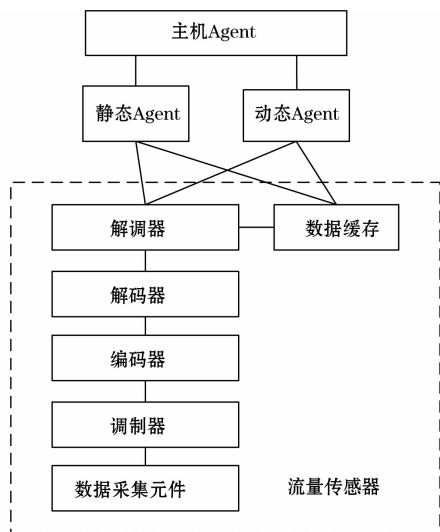 主机Agent
静态Agent
动态Agent
解调器
数据缓存
解码器
编码器
调制器
数据采集元件
流量传感器